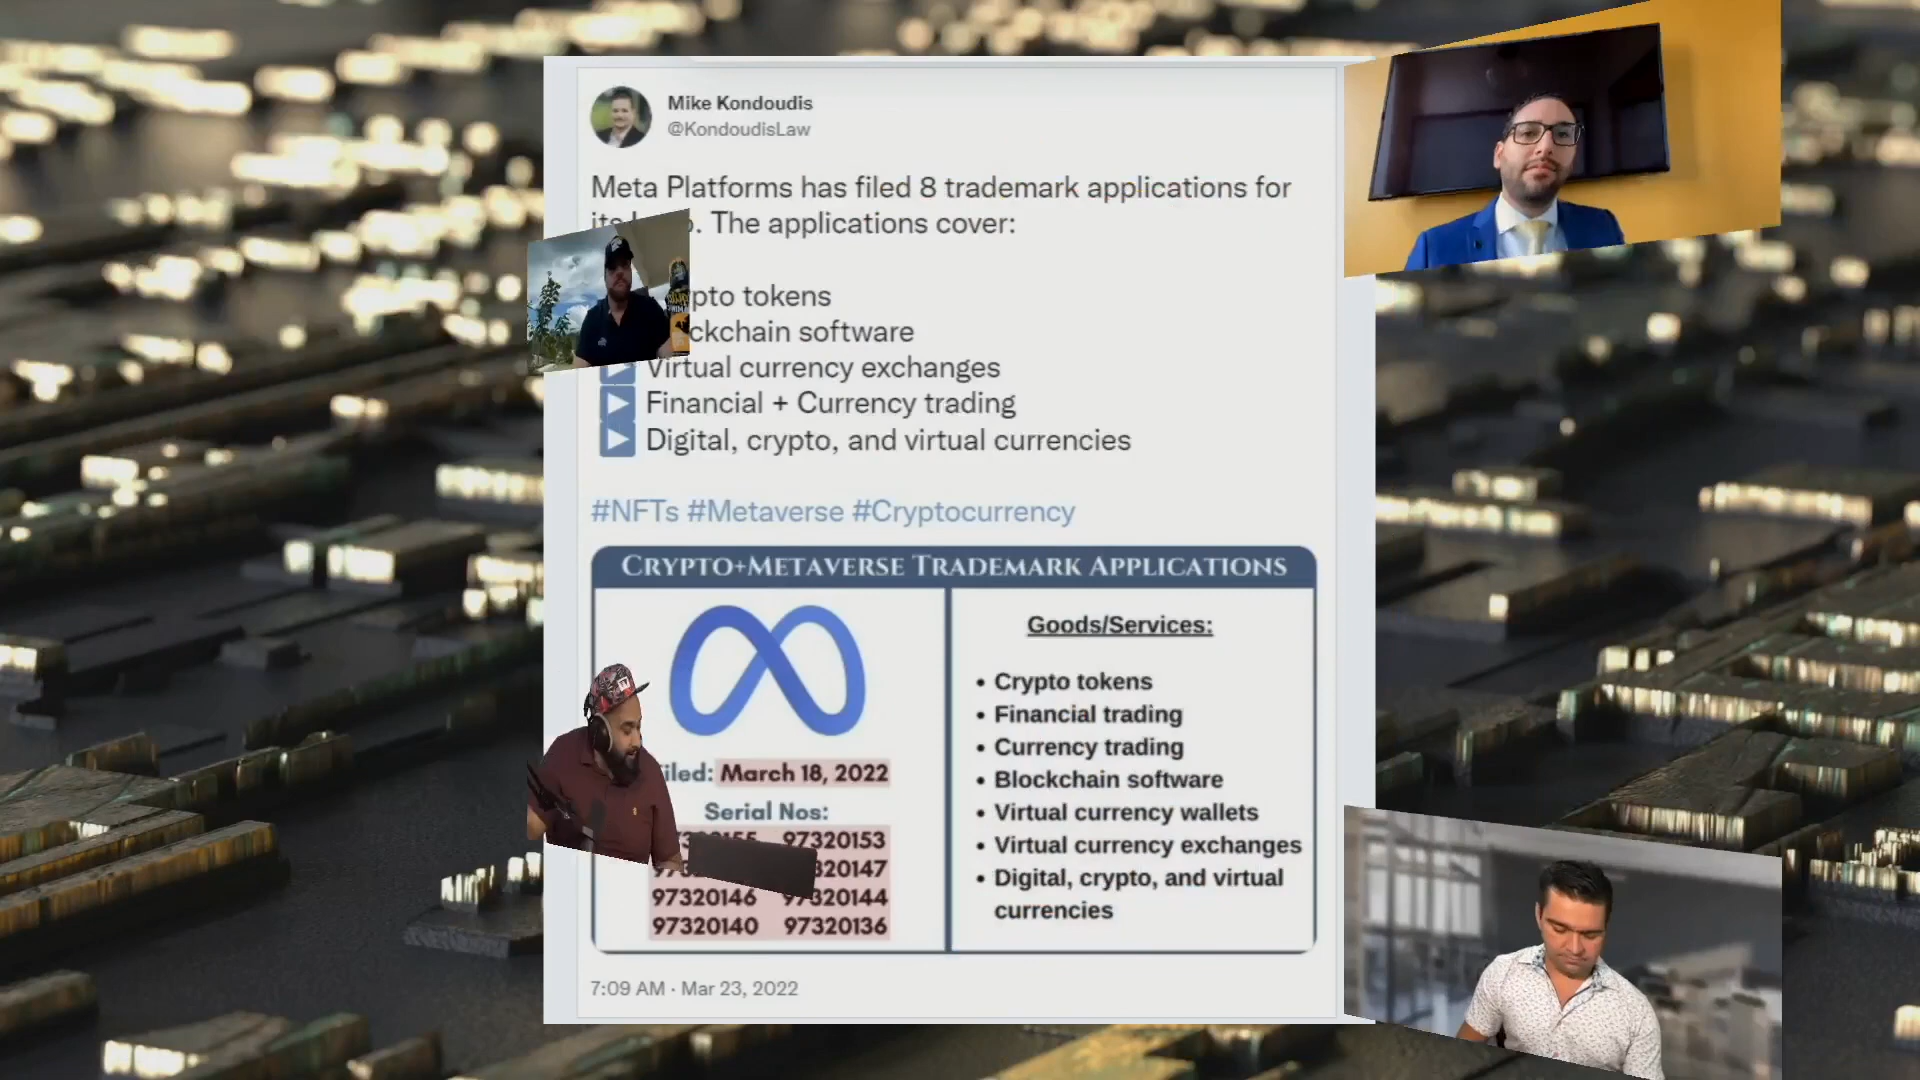 Mike Kondoudis
@KondoudisLaw
Meta Platforms has filed 8 trademark applications for
The applications cover:
tokens
software
Virtual currency exchanges
Financial + Currency trading
Digital, crypto, and virtual currencies
#NFTs #Metaverse #Cryptocurrency
CRYPTO+METAVERSE TRADEMARK APPLICATIONS
March 18, 2022
Serial Nos:
97320153
97320146 97320144
97320140 97320136
Goods/Services:
• Crypto tokens
• Financial trading
• Currency trading
• Blockchain software
• Virtual currency wallets
• Virtual currency exchanges
• Digital, crypto, and virtual
currencies
7:09 AM · Mar 23, 2022